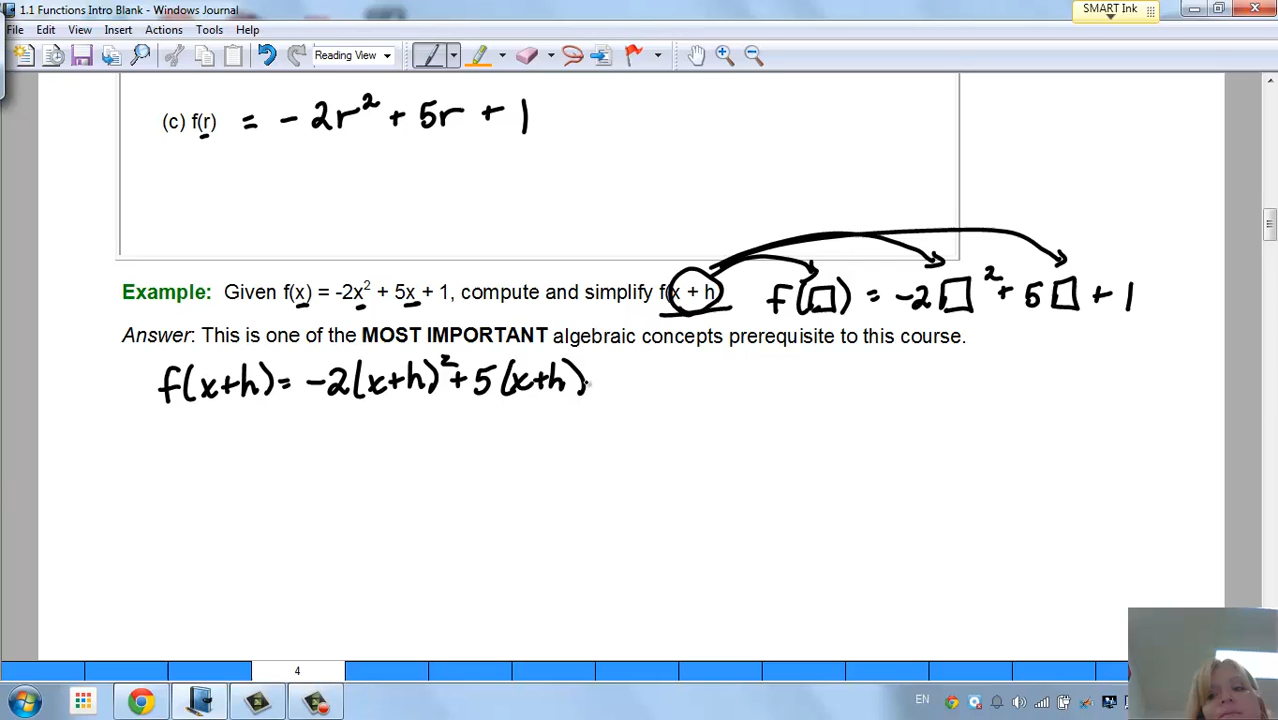 1.1 Functions Intro Blank - Windows Journal
SMART Ink
File Edit View Insert Actions Tools Help
Reading View
(c) f(r) = -2r² + 5r + 1
Example: Given f(x) = -2x² + 5x + 1, compute and simplify f(x + h) f(□) = -2□² + 5□ + 1
Answer: This is one of the MOST IMPORTANT algebraic concepts prerequisite to this course.
f(x+h) = -2(x+h)² + 5(x+h)
4
EN